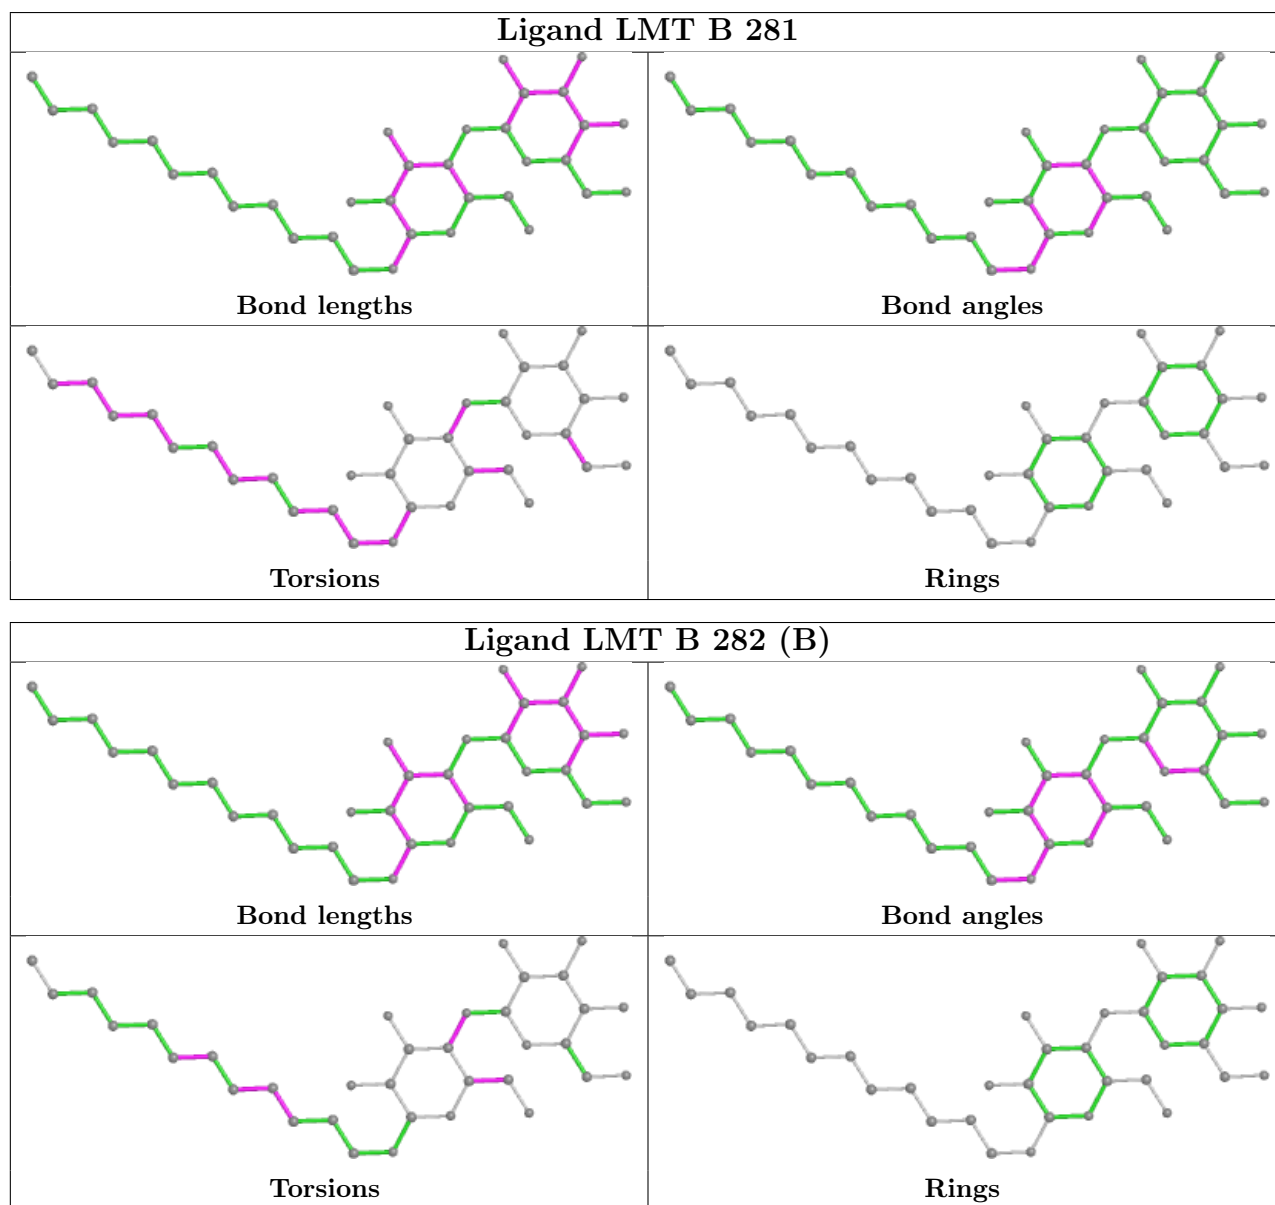 Ligand LMT B 281
Bond lengths
Bond angles
Torsions
Rings
Ligand LMT B 282 (B)
Bond lengths
Bond angles
Torsions
Rings